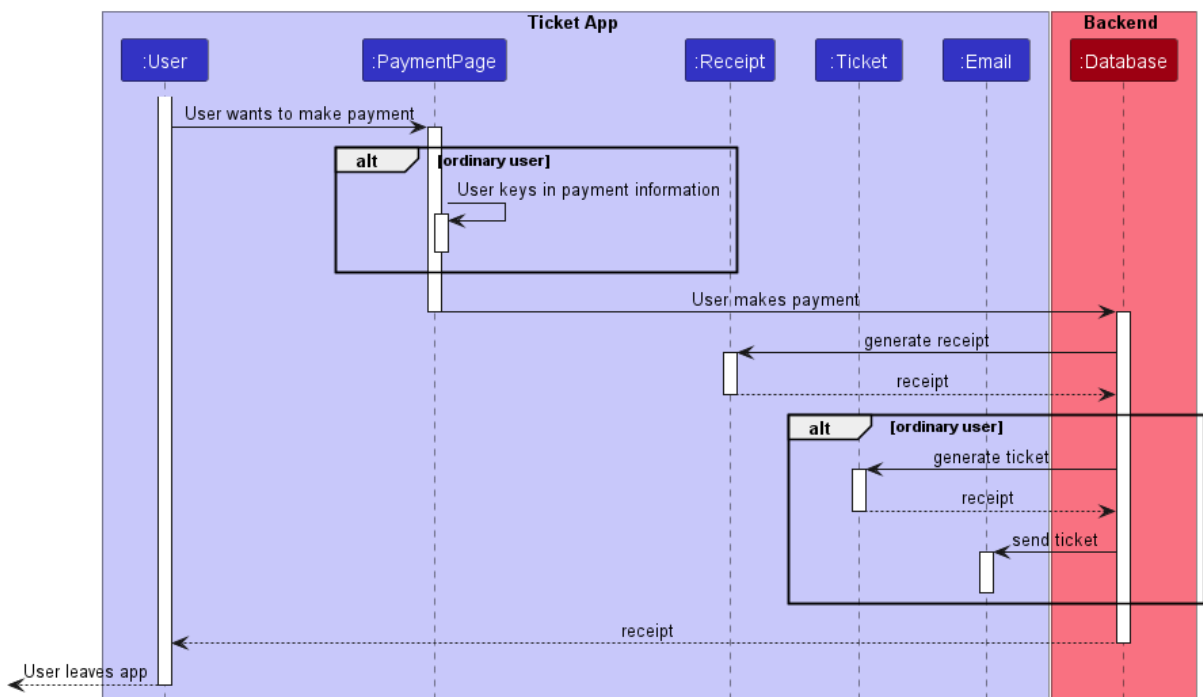 Ticket App
Backend
:User
:PaymentPage
:Receipt
:Ticket
:Email
:Database
User wants to make payment
alt
[ordinary user]
User keys in payment information
User makes payment
generate receipt
receipt
alt
[ordinary user]
generate ticket
receipt
send ticket
receipt
User leaves app